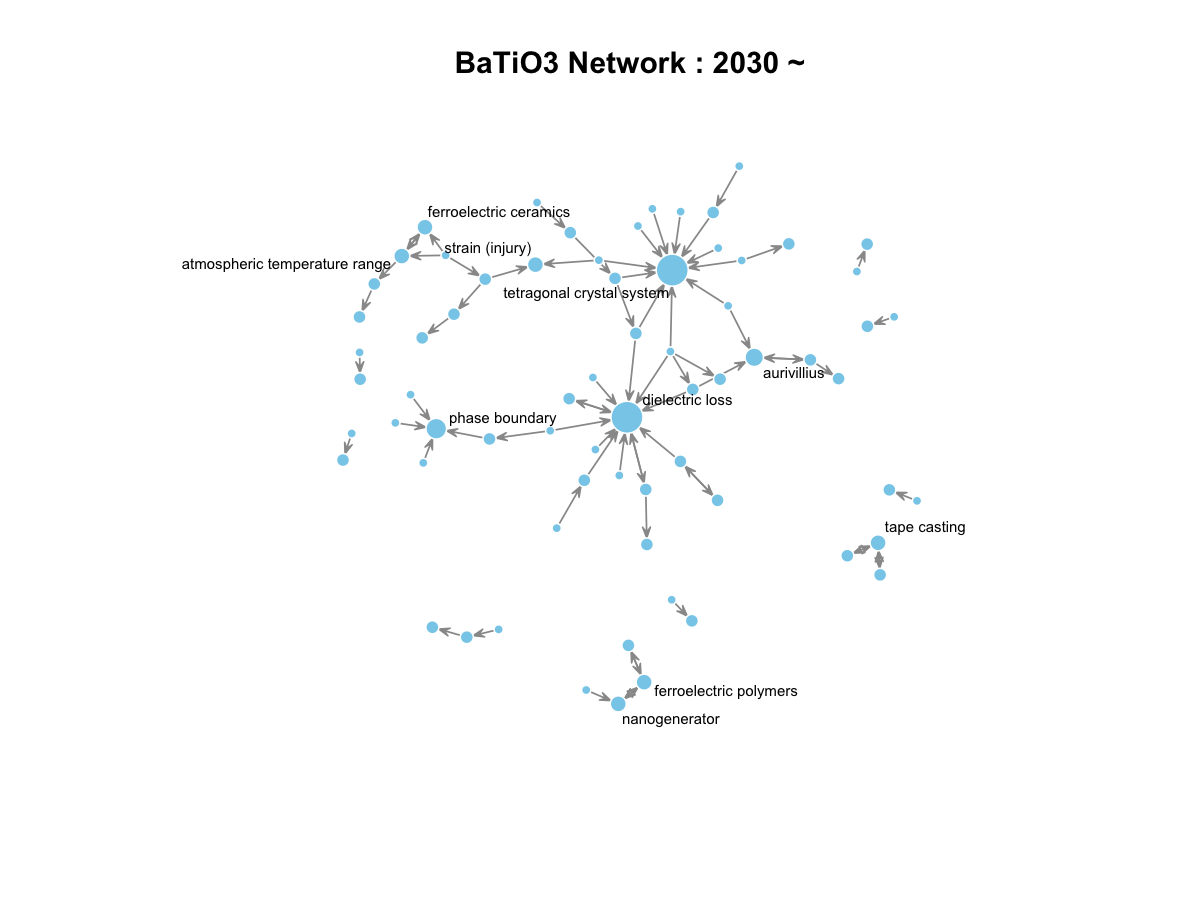 BaTiO3 Network : 2030 ~
ferroelectric ceramics
strain (injury)
atmospheric temperature range
tetragonal crystal system
aurivillius
dielectric loss
phase boundary
tape casting
ferroelectric polymers
nanogenerator